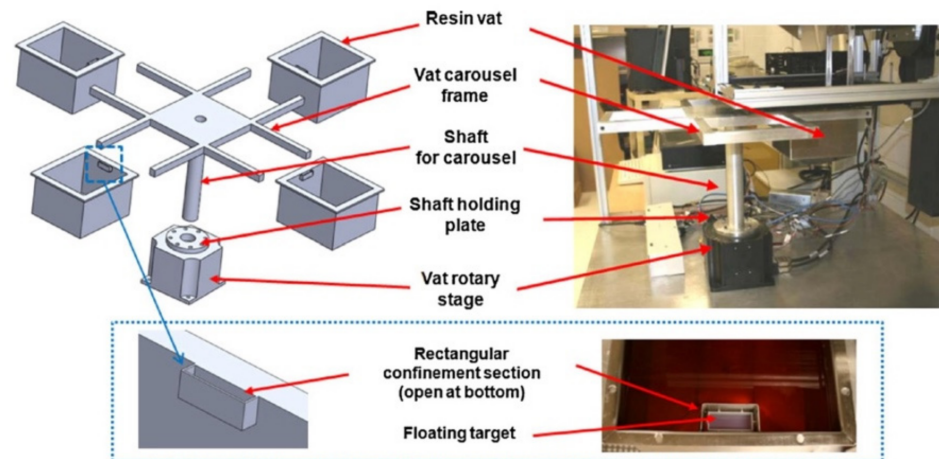 Resin vat
Vat carousel
frame
Shaft
for carousel
Shaft holding
plate
Vat rotary
stage
Rectangular
confinement section
(open at bottom)
Floating target